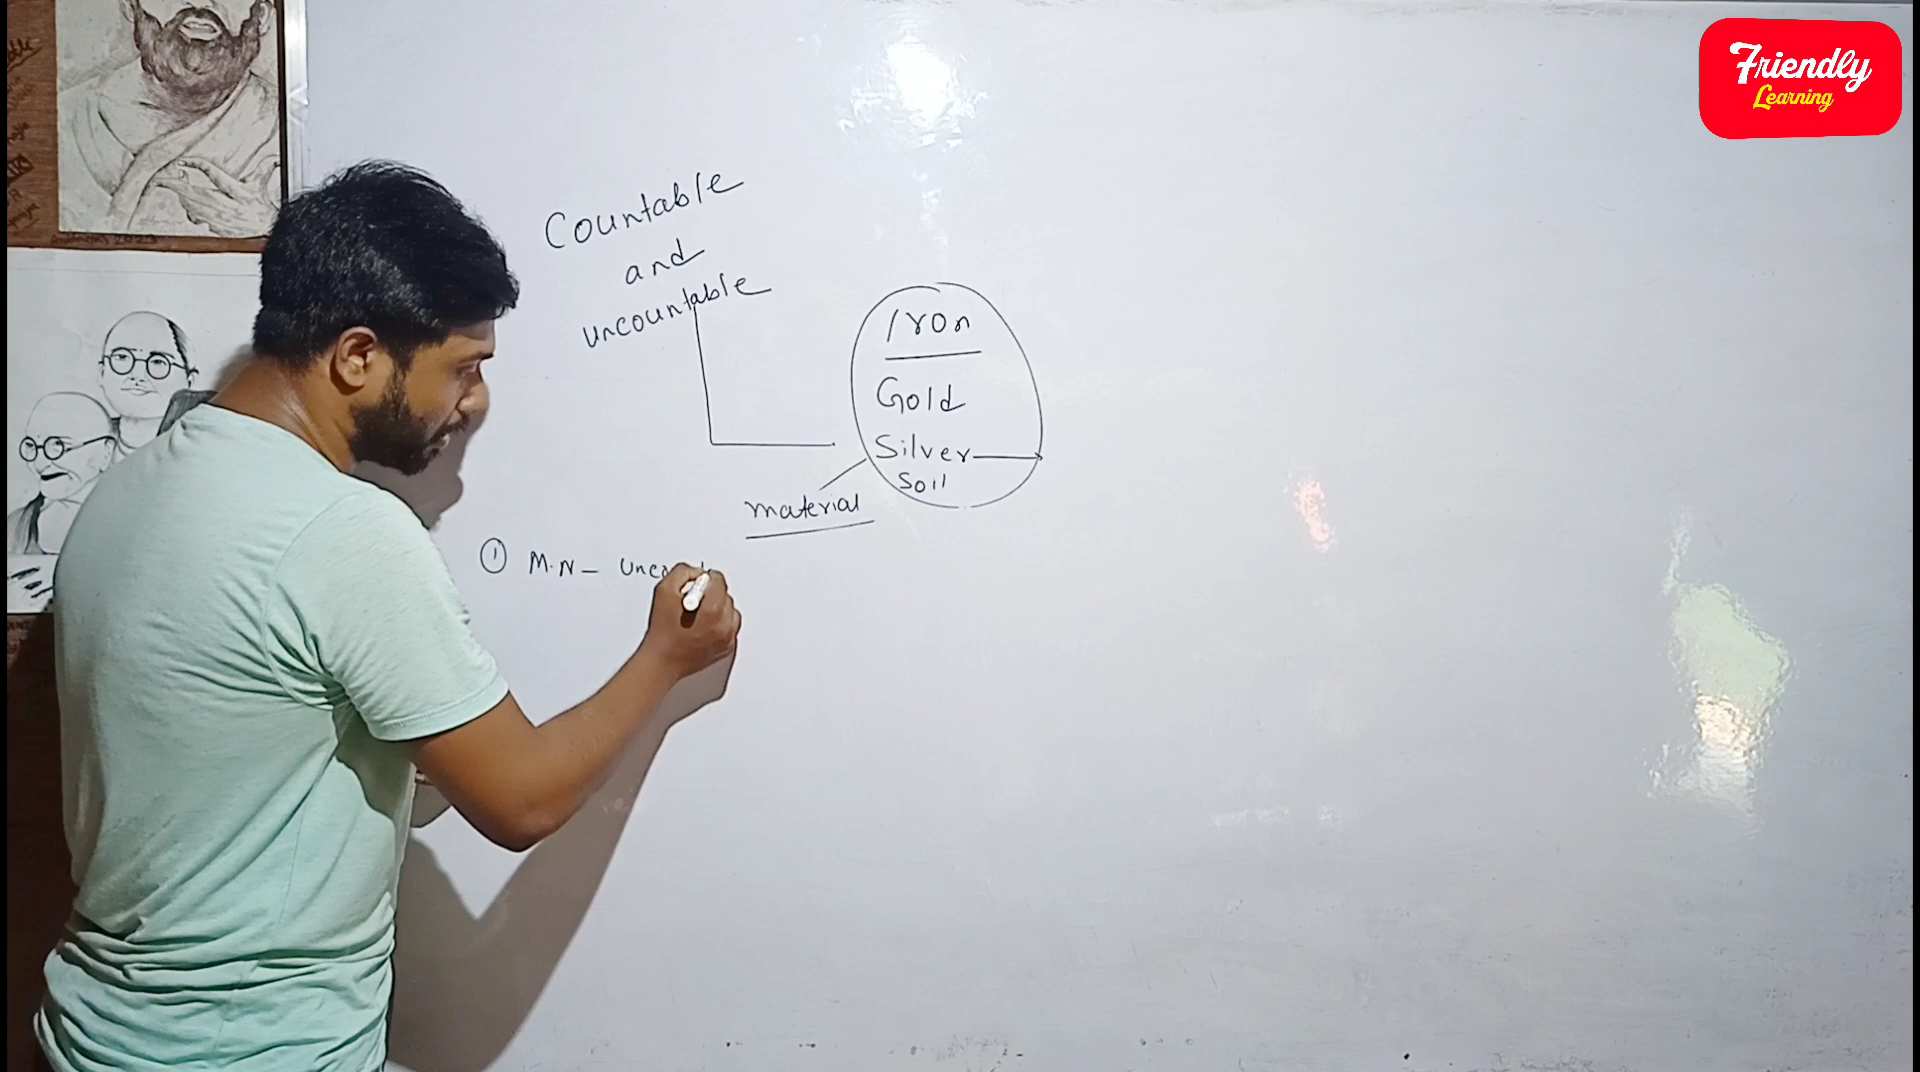 Friendly
Learning
Countable
and
uncountable
Iron
Gold
Silver
Soil
material
① M.N –